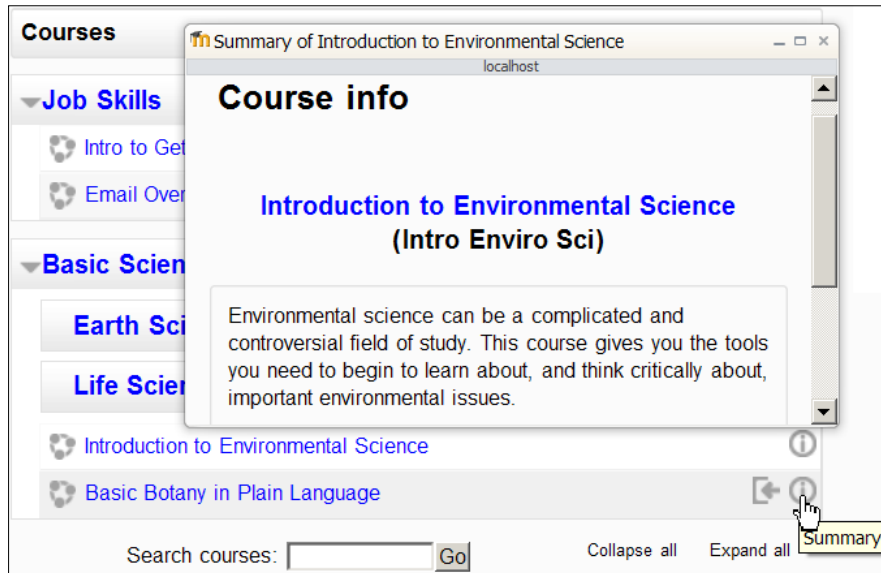 Courses
Summary of Introduction to Environmental Science
localhost
Course info
Job Skills
Intro to Get
Email Over
Introduction to Environmental Science
(Intro Enviro Sci)
Basic Scien
Earth Sci
Life Scien
Environmental science can be a complicated and
controversial field of study. This course gives you the tools
you need to begin to learn about, and think critically about,
important environmental issues.
Introduction to Environmental Science
Basic Botany in Plain Language
Summary
Search courses: Go Collapse all Expand all